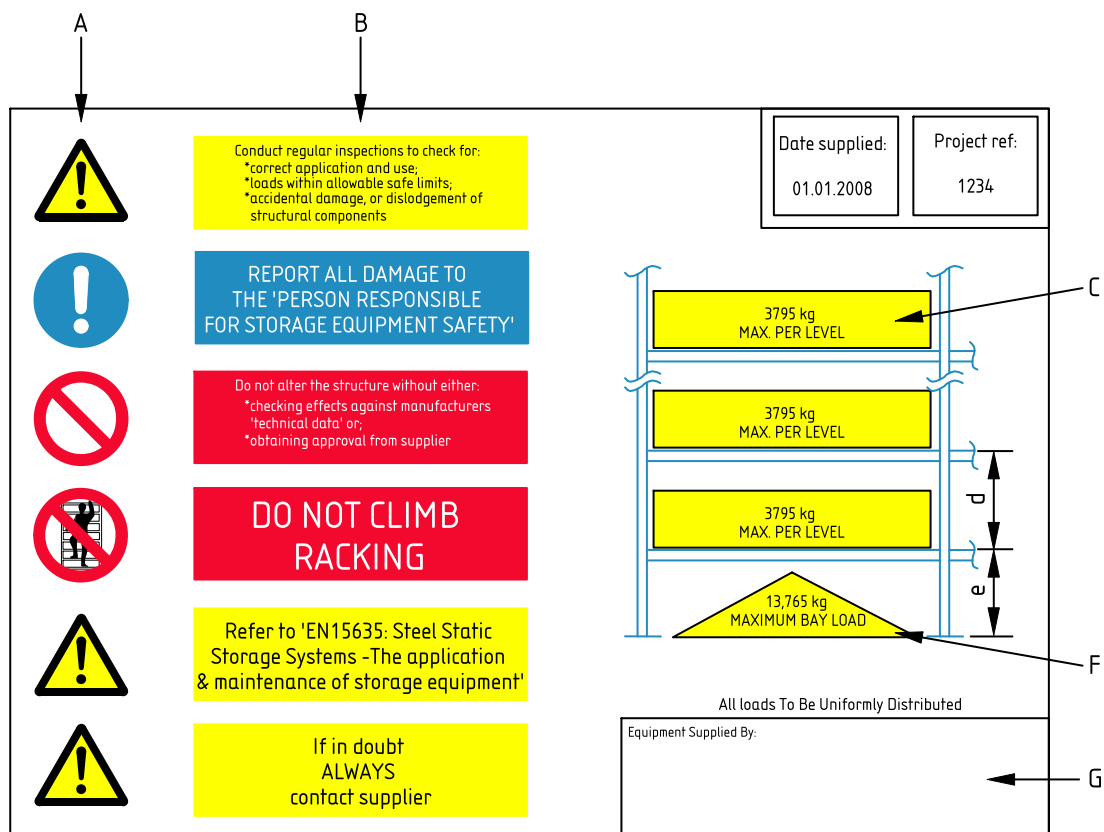 A
B
Conduct regular inspections to check for:
*correct application and use;
*loads within allowable safe limits;
*accidental damage, or dislodgement of
structural components
REPORT ALL DAMAGE TO
THE 'PERSON RESPONSIBLE
FOR STORAGE EQUIPMENT SAFETY'
Do not alter the structure without either:
*checking effects against manufacturers
'technical data' or;
*obtaining approval from supplier
DO NOT CLIMB
RACKING
Refer to 'EN15635: Steel Static
Storage Systems -The application
& maintenance of storage equipment'
If in doubt
ALWAYS
contact supplier
Date supplied:
01.01.2008
Project ref:
1234
C
3795 kg
MAX. PER LEVEL
3795 kg
MAX. PER LEVEL
3795 kg
MAX. PER LEVEL
d
e
13,765 kg
MAXIMUM BAY LOAD
F
All loads To Be Uniformly Distributed
Equipment Supplied By:
G